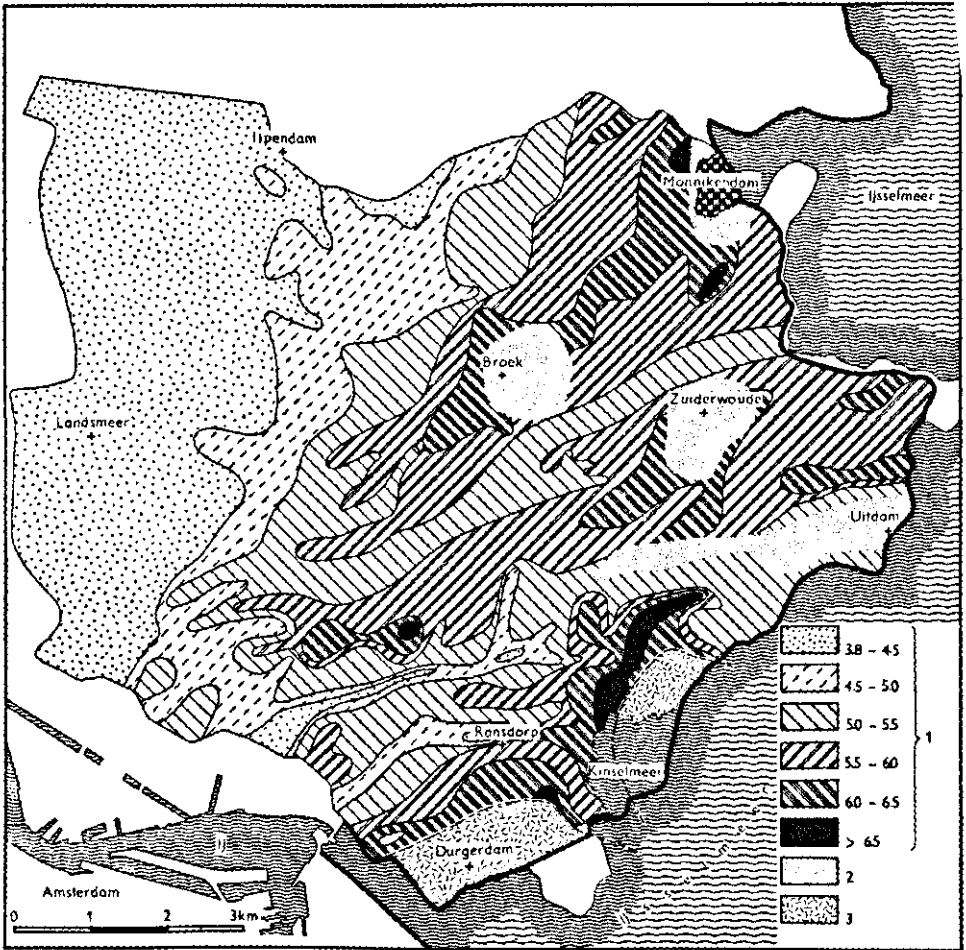 Ilpendam
Monnikendam
Ijsselmeer
Broek
Zuiderwoude
Landsmeer
Uitdam
3.8 – 4.5
4.5 – 5.0
5.0 – 5.5
1
Ransdorp
5.5 – 6.0
Kinselmeer
6.0 – 6.5
> 6.5
IJ
Durgerdam
2
Amsterdam
3
0 1 2 3km